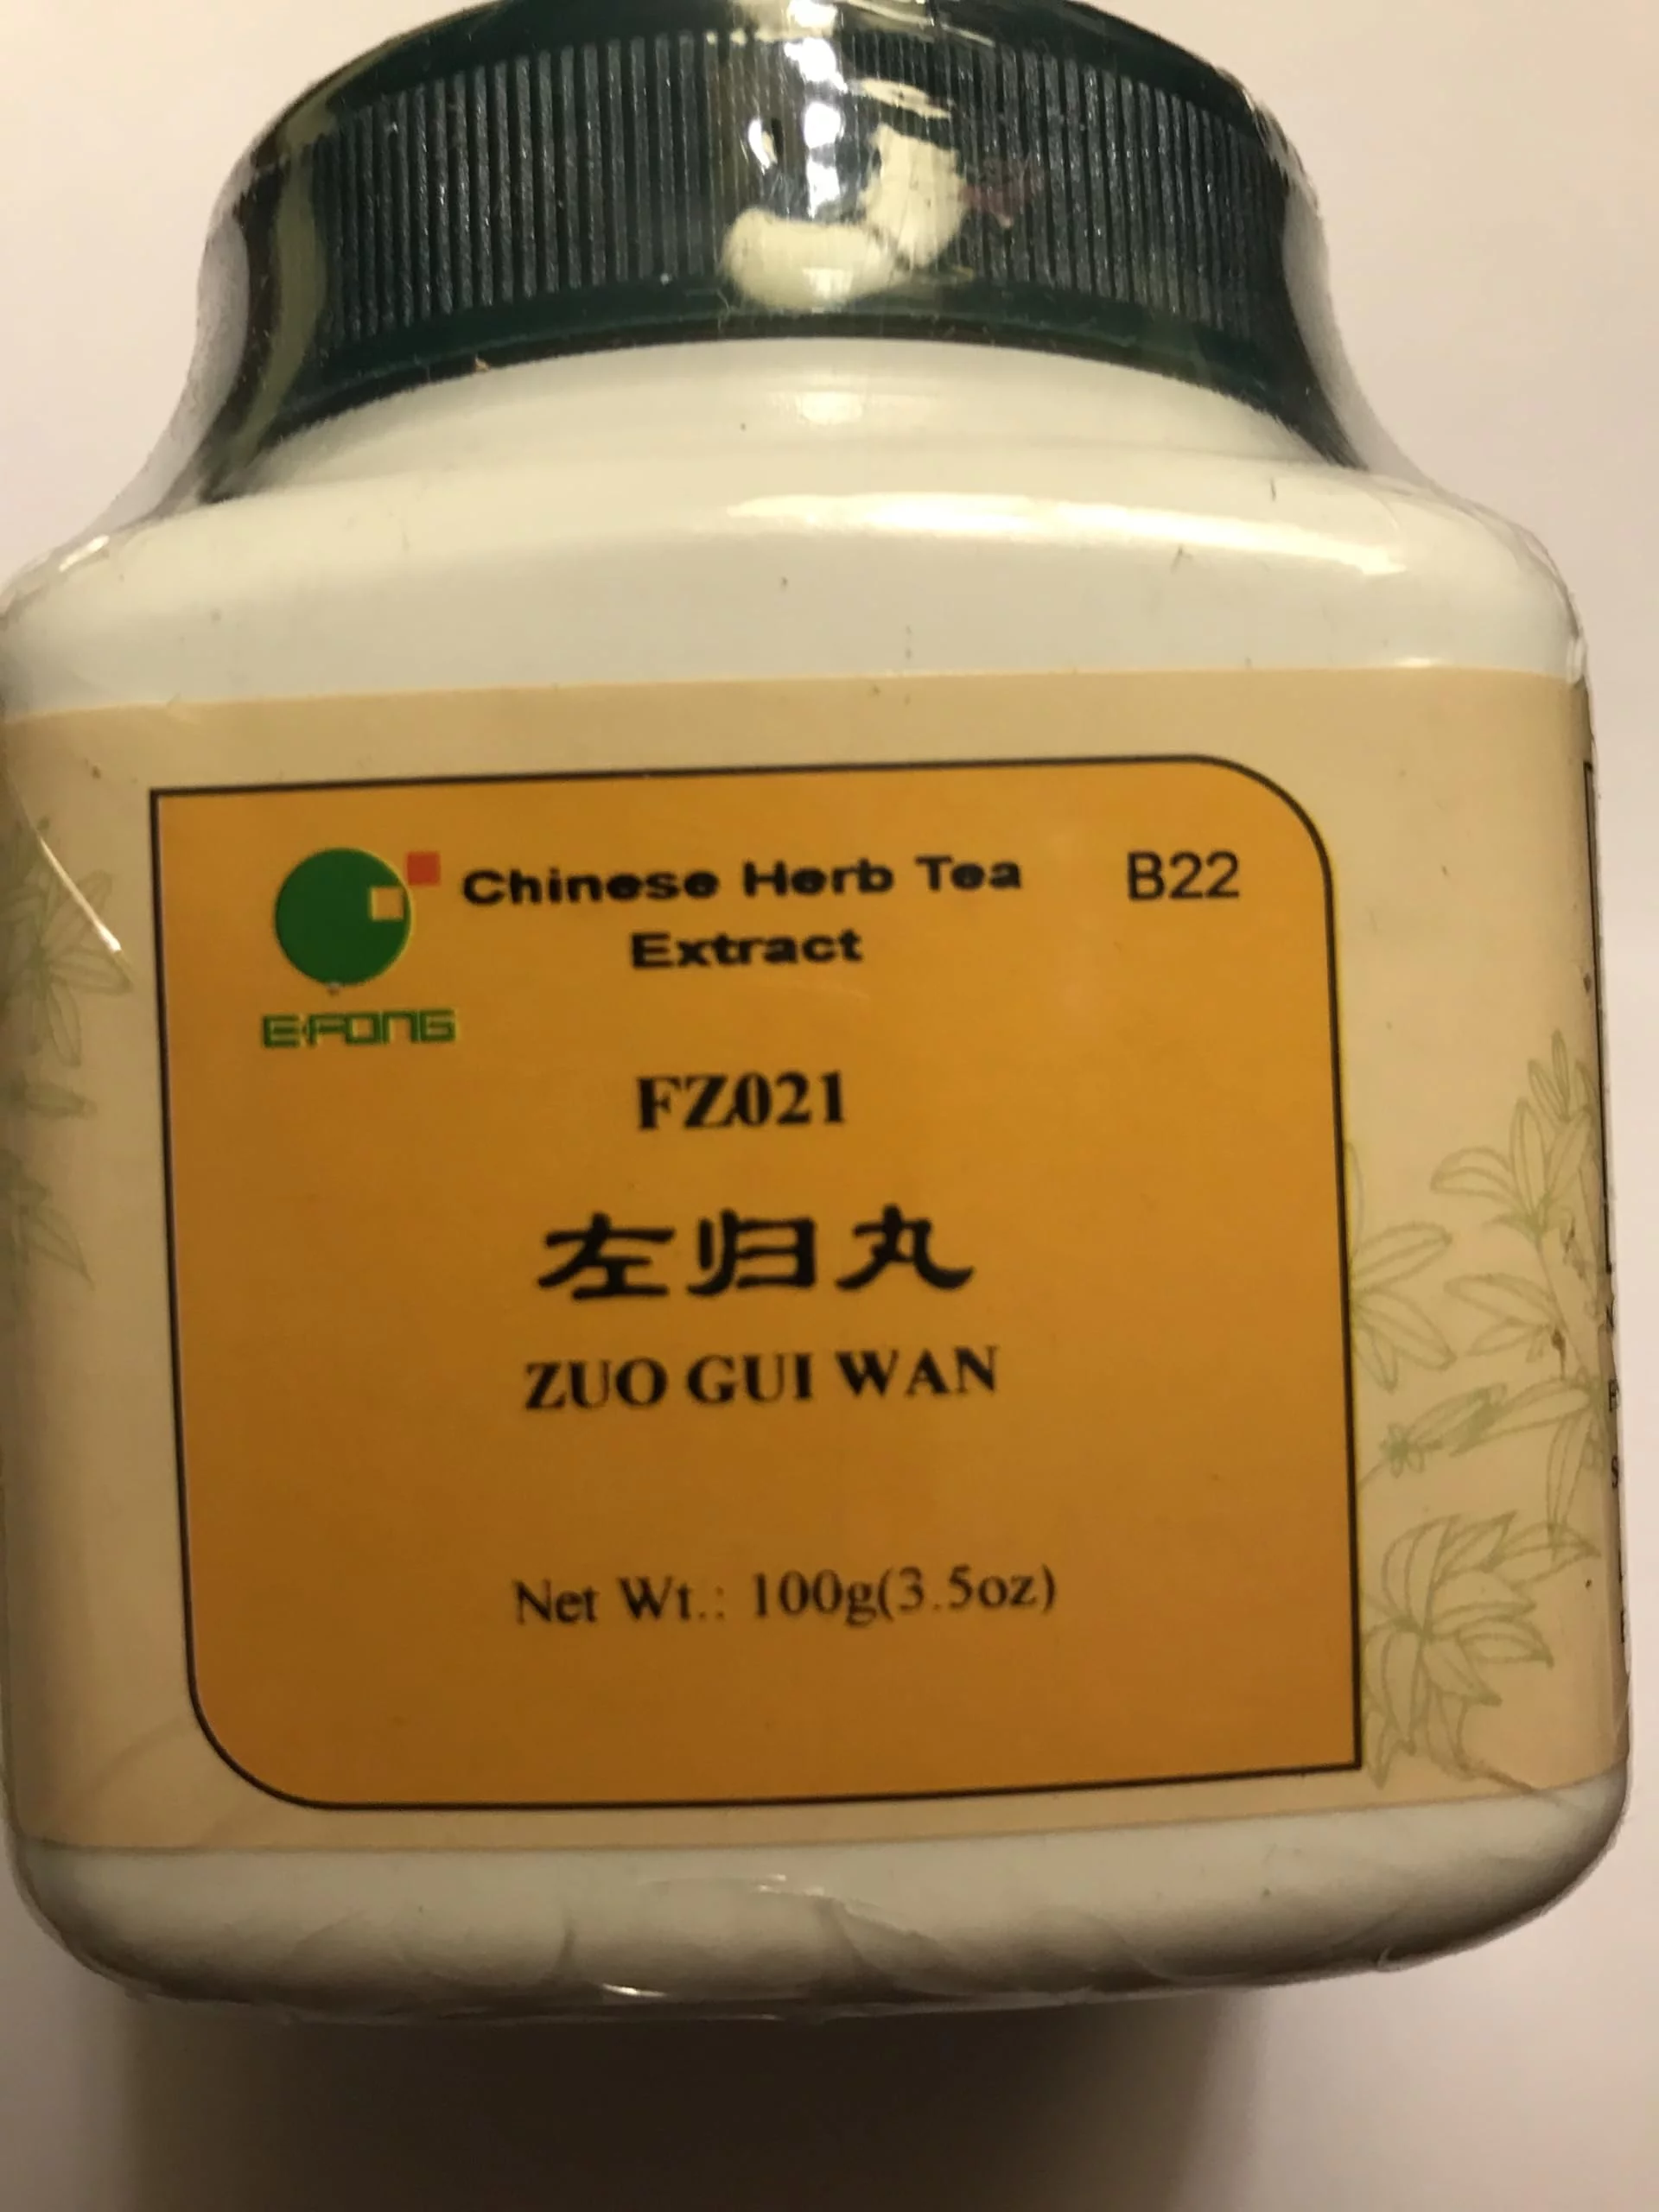 Chinese Herb Tea B22
Extract
E·FONG
FZ021
左归丸
ZUO GUI WAN
Net Wt.: 100g(3.5oz)